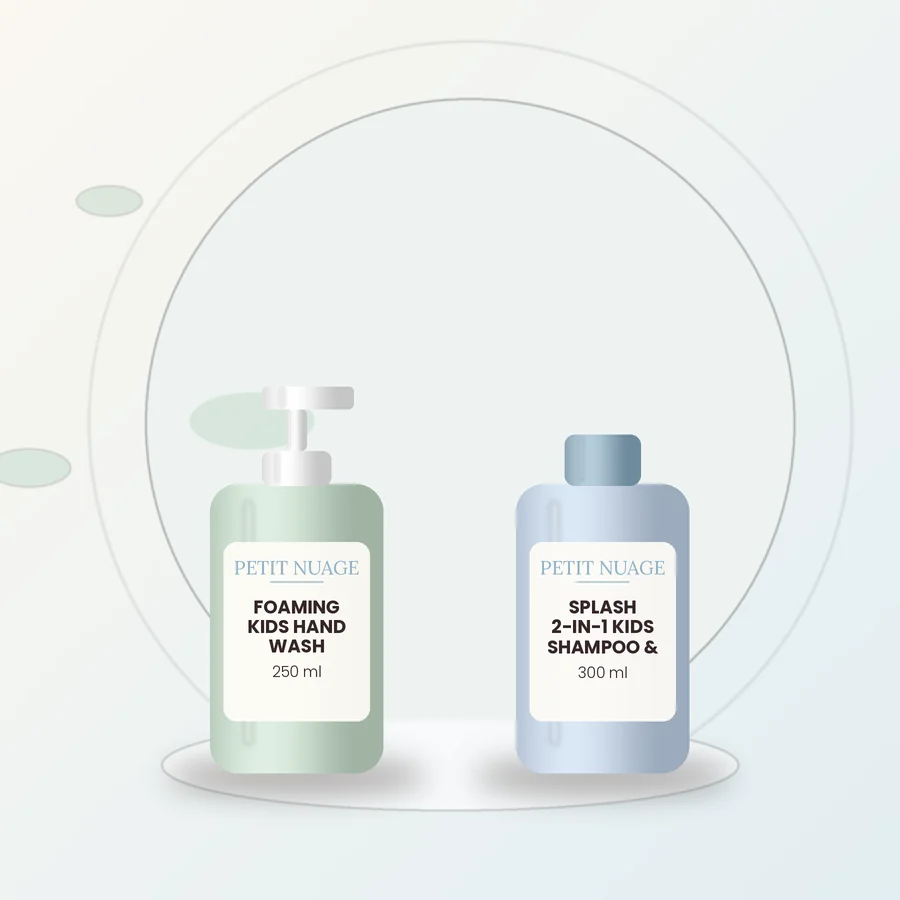 PETIT NUAGE
FOAMING
KIDS HAND
WASH
250 ml
PETIT NUAGE
SPLASH
2-IN-1 KIDS
SHAMPOO &
300 ml